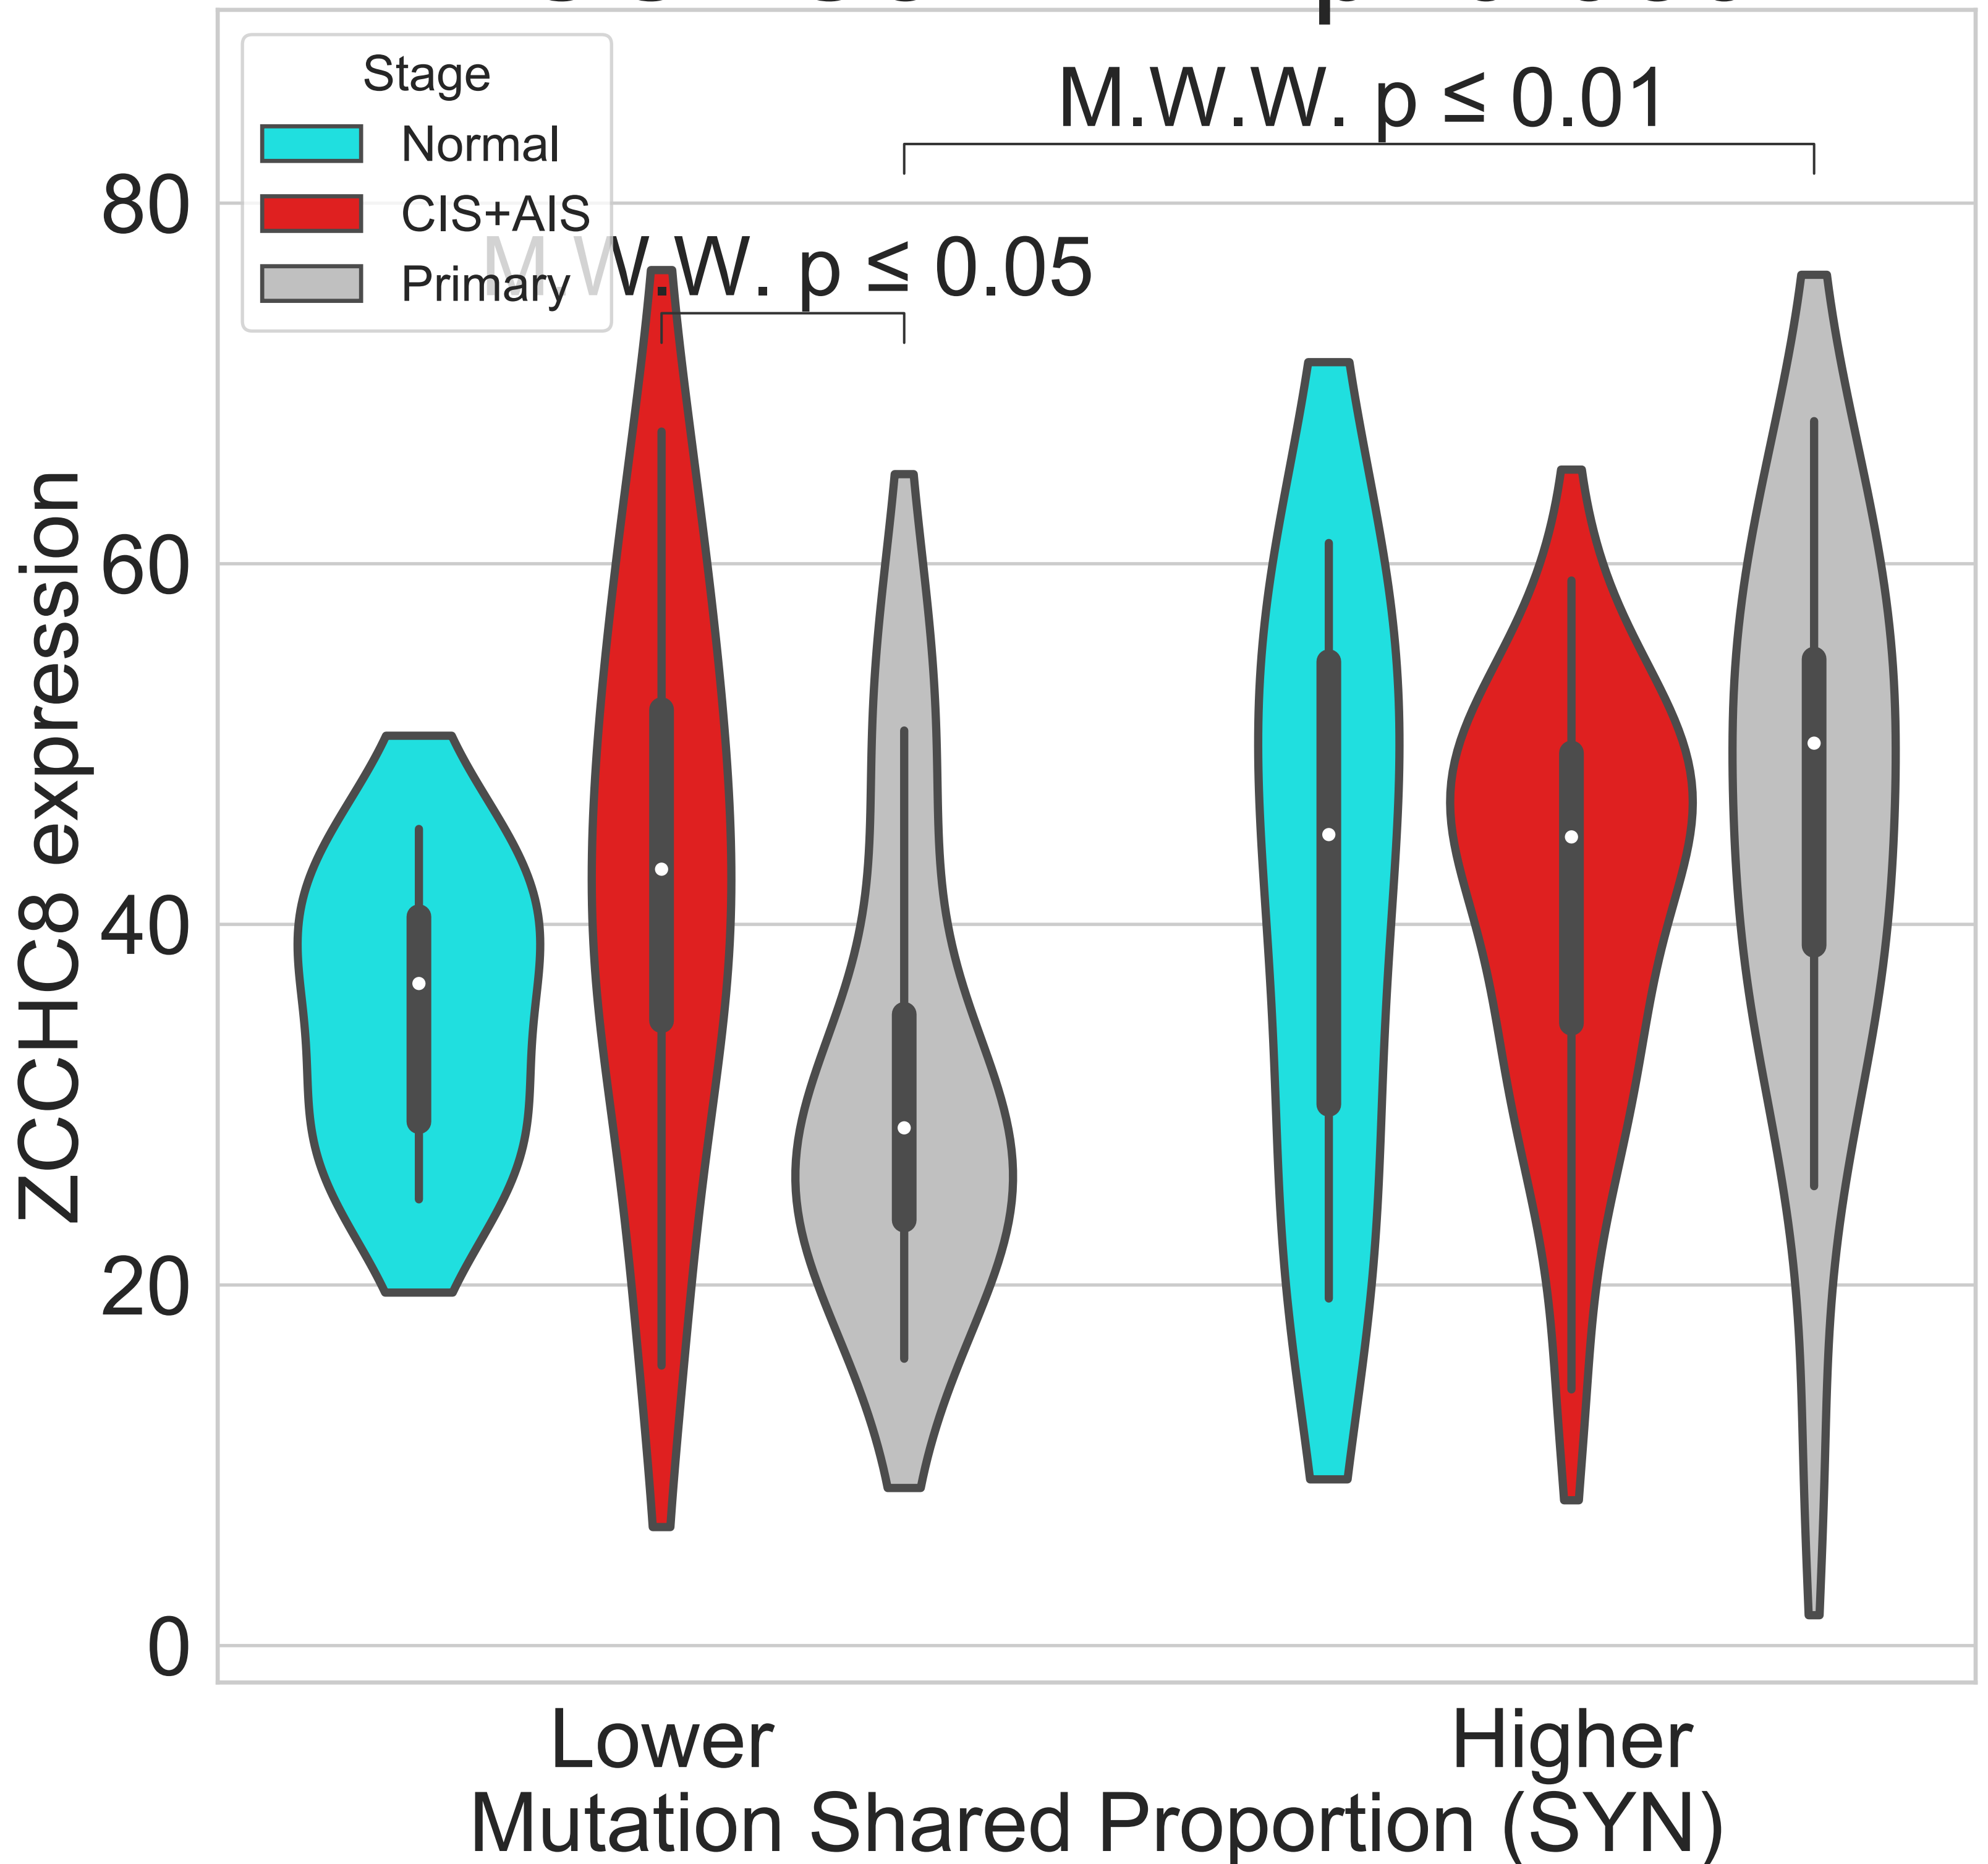 M.W.W. p ≤ 0.01
Stage
Normal
CIS+AIS
Primary
M.W.W. p ≤ 0.05
80
60
40
20
0
ZCCHC8 expression
Lower
Higher
Mutation Shared Proportion (SYN)